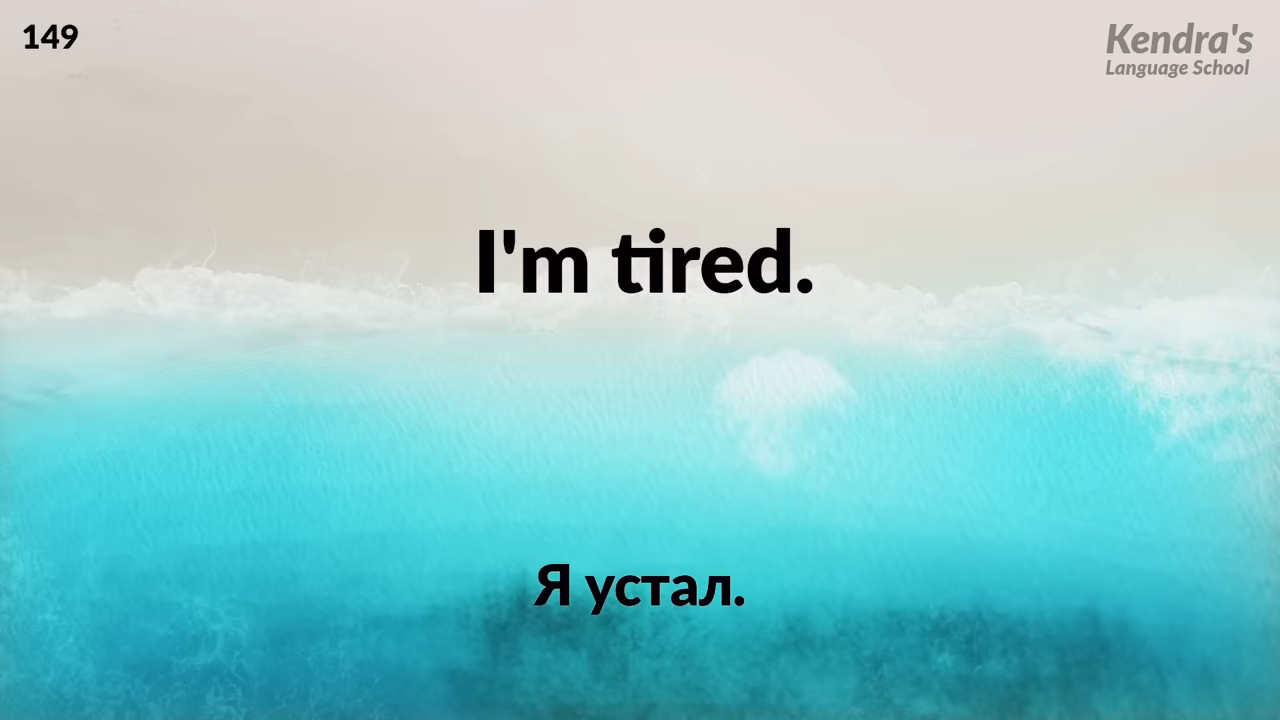 149
Kendra's
Language School
I'm tired.
Я устал.